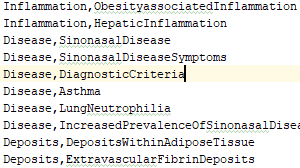 Inflammation,ObesityassociatedInflammation
Inflammation,HepaticInflammation
Disease,SinonasalDisease
Disease,SinonasalDiseaseSymptoms
Disease,DiagnosticCriteria
Disease,Asthma
Disease,LungNeutrophilia
Disease,IncreasedPrevalenceOfSinonasalDisea
Deposits,DepositsWithinAdiposeTissue
Deposits,ExtravascularFibrinDeposits